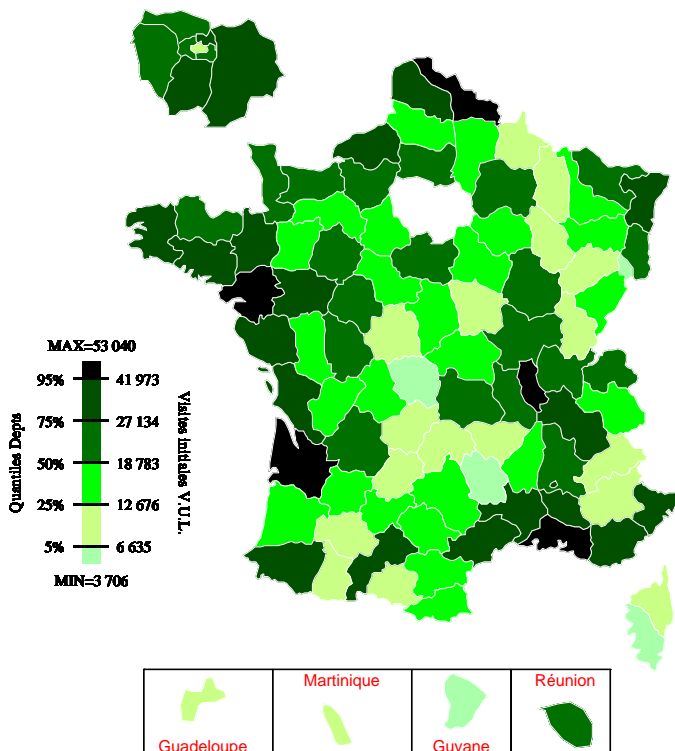 MAX=53 040
95% 41 973
75% 27 134
50% 18 783
25% 12 676
5% 6 635
MIN=3 706
Quantiles Depts
Visites initiales V.U.L.
Martinique
Réunion
Guadeloupe
Guyane